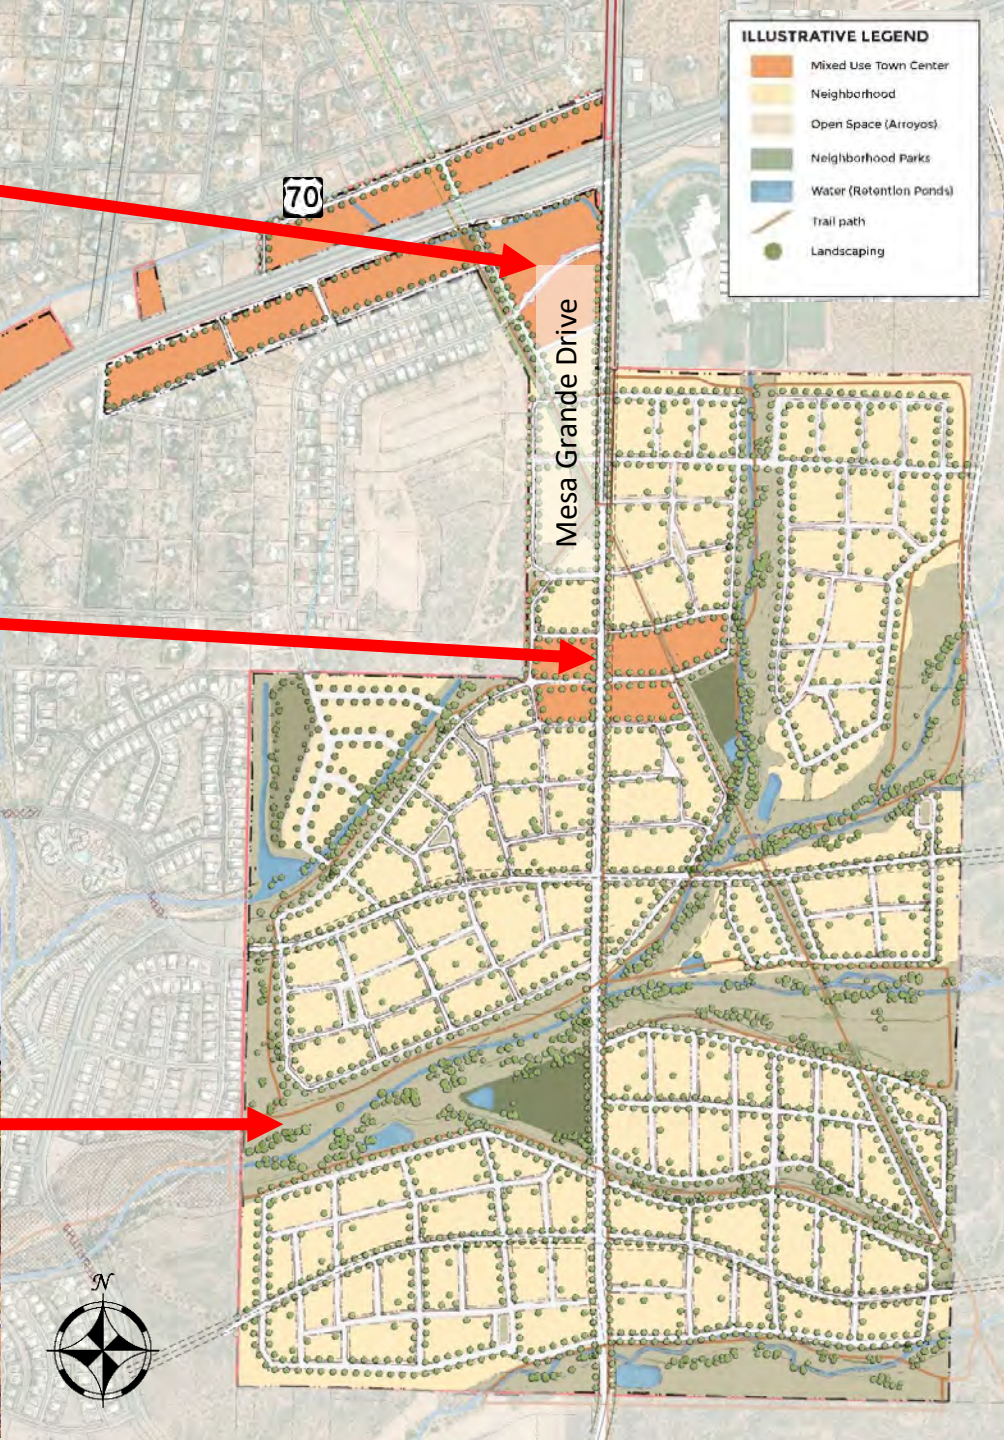 ILLUSTRATIVE LEGEND
Mixed Use Town Center
Neighborhood
Open Space (Arroyos)
Neighborhood Parks
Water (Retention Ponds)
Trail path
Landscaping
70
Mesa Grande Drive
N